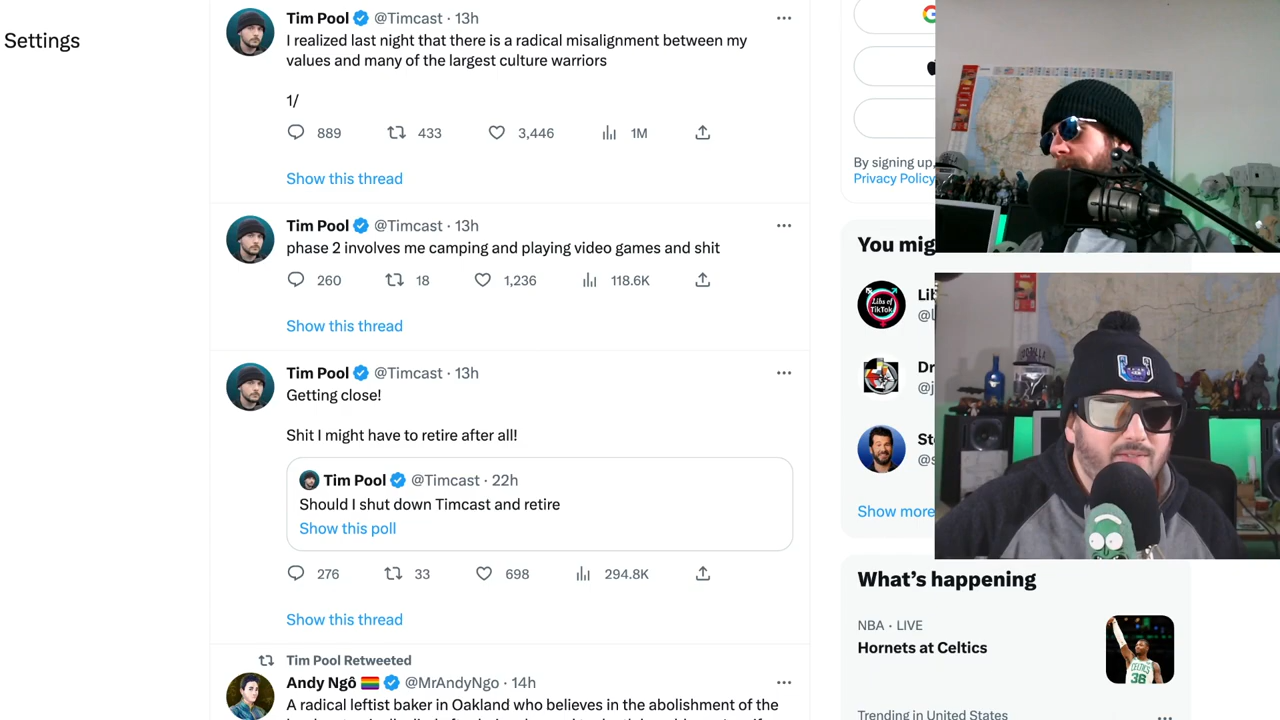 Settings
Tim Pool @Timcast · 13h
I realized last night that there is a radical misalignment between my
values and many of the largest culture warriors
1/
889 433 3,446 1M
Show this thread
Tim Pool @Timcast · 13h
phase 2 involves me camping and playing video games and shit
260 18 1,236 118.6K
Show this thread
Tim Pool @Timcast · 13h
Getting close!
Shit I might have to retire after all!
Tim Pool @Timcast · 22h
Should I shut down Timcast and retire
Show this poll
276 33 698 294.8K
Show this thread
Tim Pool Retweeted
Andy Ngô @MrAndyNgo · 14h
A radical leftist baker in Oakland who believes in the abolishment of the
By signing up,
Privacy Policy
You mig
Libs of
TikTok
Lib
@l
Dr
@j
St
@s
Show more
What's happening
NBA · LIVE
Hornets at Celtics
Trending in United States